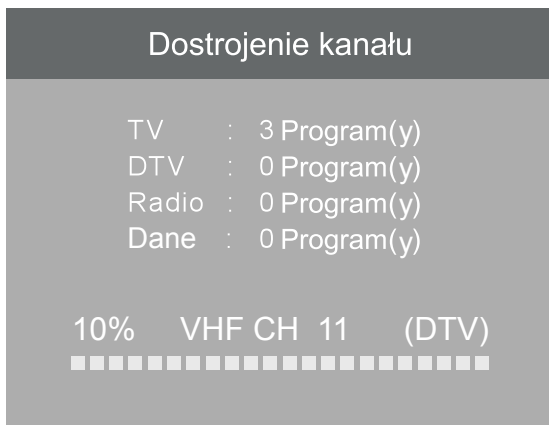 Dostrojenie kanału
TV : 3 Program(y)
DTV : 0 Program(y)
Radio : 0 Program(y)
Dane : 0 Program(y)
10% VHF CH 11 (DTV)